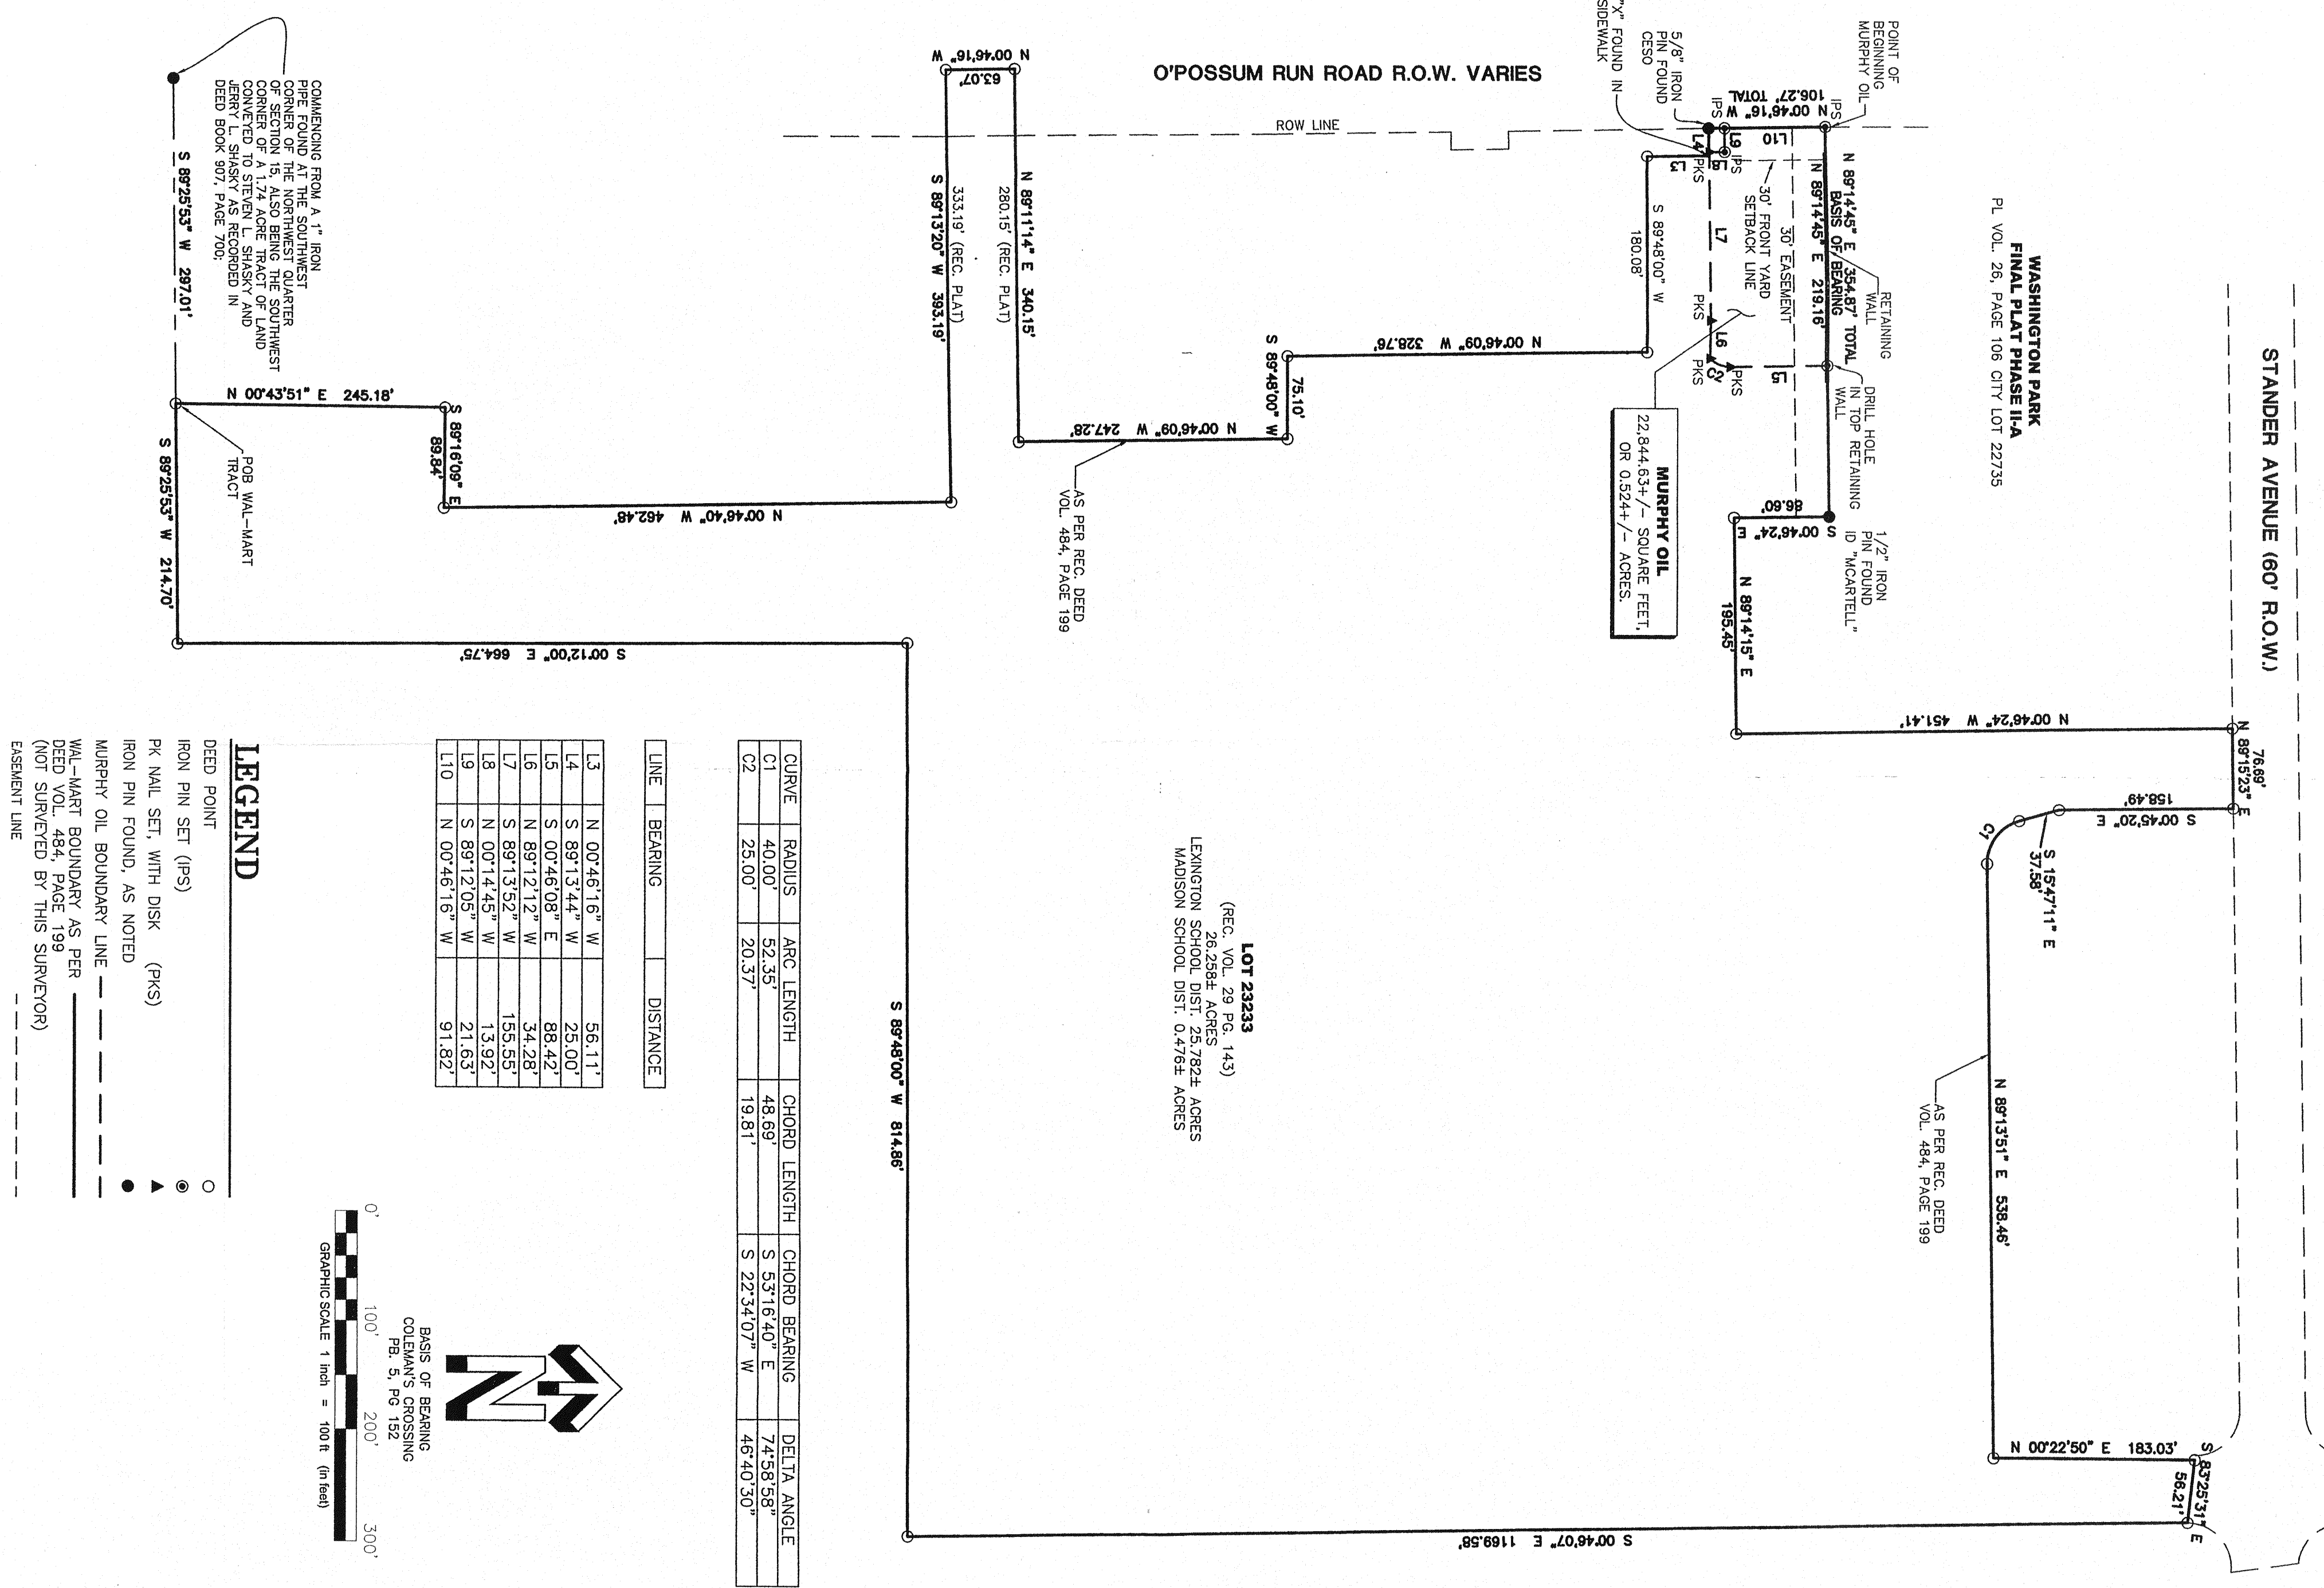 STANDER AVENUE (60' R.O.W.)
WASHINGTON PARK
FINAL PLAT PHASE II-A
PL VOL. 26, PAGE 106 CITY LOT 22735
POINT OF
BEGINNING
MURPHY OIL
IPS
N 00°46'16" W
106.27' TOTAL
IPS
5/8" IRON
PIN FOUND
CESO
"X" FOUND IN
SIDEWALK
O'POSSUM RUN ROAD R.O.W. VARIES
ROW LINE
N 89°14'45" E 354.87' TOTAL
BASIS OF BEARING
N 89°14'45" E 219.16'
RETAINING
WALL
DRILL HOLE
IN TOP RETAINING
WALL
1/2" IRON
PIN FOUND
ID "MCARTELL"
30' EASEMENT
30' FRONT YARD
SETBACK LINE
L10
L9
IPS
L8
L4
PKS
L3
L7
PKS
L6
PKS
C2
PKS
L5
MURPHY OIL
22,844.63+/- SQUARE FEET,
OR 0.524+/- ACRES.
S 00°46'24" E
86.60'
N 89°14'15" E
195.45'
N 00°46'24" W 451.41'
76.69'
N 89°15'23" E
S 00°45'20" E
158.49'
S 15°47'11" E
37.58'
C1
N 89°13'51" E 538.46'
AS PER REC. DEED
VOL. 484, PAGE 199
N 00°22'50" E 183.03'
S 83°25'31" E
56.21'
S 00°46'07" E 1169.58'
S 89°48'00" W
180.08'
N 00°46'09" W 328.76'
S 89°48'00" W
75.10'
N 00°46'09" W 247.28'
AS PER REC. DEED
VOL. 484, PAGE 199
N 89°11'14" E 340.15'
280.15' (REC. PLAT)
N 00°46'16" W
63.07'
333.19' (REC. PLAT)
S 89°13'20" W 393.19'
N 00°46'40" W 462.48'
S 89°16'09" E
89.84'
N 00°43'51" E 245.18'
POB WAL-MART
TRACT
COMMENCING FROM A 1" IRON
PIPE FOUND AT THE SOUTHWEST
CORNER OF THE NORTHWEST QUARTER
OF SECTION 15, ALSO BEING THE SOUTHWEST
CORNER OF A 1.74 ACRE TRACT OF LAND
CONVEYED TO STEVEN L. SHASKY AND
JERRY L. SHASKY AS RECORDED IN
DEED BOOK 907, PAGE 700;
S 89°25'53" W 297.01'
S 89°25'53" W 214.70'
S 00°12'00" E 664.75'
S 89°48'00" W 814.86'
LOT 23233
(REC. VOL. 29 PG. 143)
26.258± ACRES
LEXINGTON SCHOOL DIST. 25.782± ACRES
MADISON SCHOOL DIST. 0.476± ACRES
CURVE RADIUS ARC LENGTH CHORD LENGTH CHORD BEARING DELTA ANGLE
C1 40.00' 52.35' 48.69' S 53°16'40" E 74°58'58"
C2 25.00' 20.37' 19.81' S 22°34'07" W 46°40'30"
LINE BEARING DISTANCE
L3 N 00°46'16" W 56.11'
L4 S 89°13'44" W 25.00'
L5 S 00°46'08" E 88.42'
L6 N 89°12'12" W 34.28'
L7 S 89°13'52" W 155.55'
L8 N 00°14'45" W 13.92'
L9 S 89°12'05" W 21.63'
L10 N 00°46'16" W 91.82'
N
BASIS OF BEARING
COLEMAN'S CROSSING
PB. 5, PG 152
0' 100' 200' 300'
GRAPHIC SCALE 1 inch = 100 ft (in feet)
LEGEND
DEED POINT
IRON PIN SET (IPS)
PK NAIL SET, WITH DISK (PKS)
IRON PIN FOUND, AS NOTED
MURPHY OIL BOUNDARY LINE
WAL-MART BOUNDARY AS PER
DEED VOL. 484, PAGE 199
(NOT SURVEYED BY THIS SURVEYOR)
EASEMENT LINE